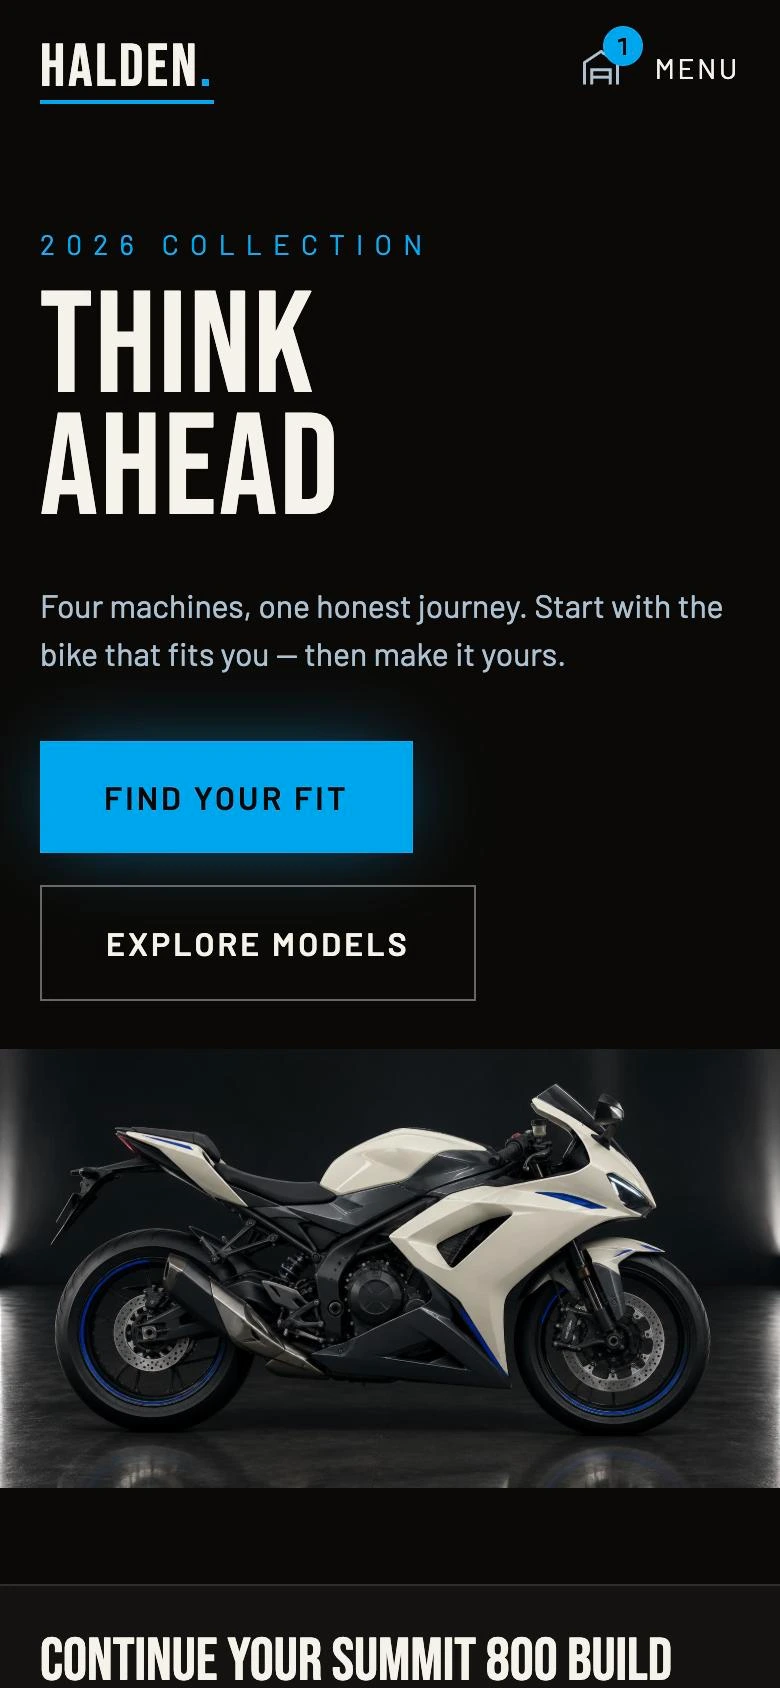 HALDEN.
1
MENU
2026 COLLECTION
THINK
AHEAD
Four machines, one honest journey. Start with the
bike that fits you — then make it yours.
FIND YOUR FIT
EXPLORE MODELS
CONTINUE YOUR SUMMIT 800 BUILD